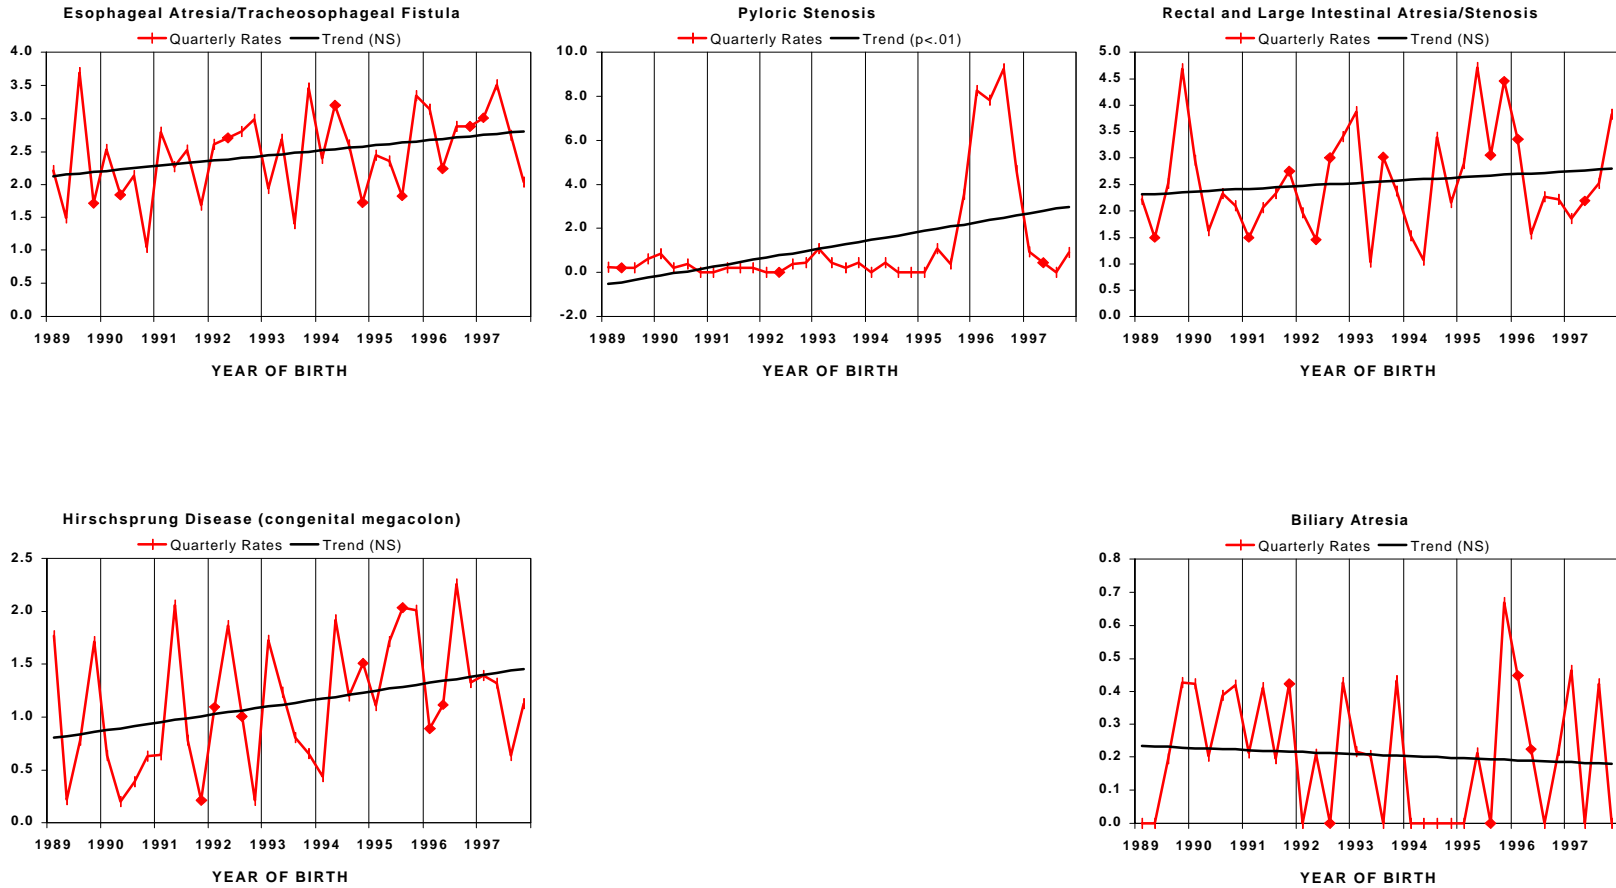 Esophageal Atresia/Tracheosophageal Fistula
Quarterly Rates Trend (NS)
4.0
3.5
3.0
2.5
2.0
1.5
1.0
0.5
0.0
1989 1990 1991 1992 1993 1994 1995 1996 1997
YEAR OF BIRTH
Pyloric Stenosis
Quarterly Rates Trend (p<.01)
10.0
8.0
6.0
4.0
2.0
0.0
-2.0
1989 1990 1991 1992 1993 1994 1995 1996 1997
YEAR OF BIRTH
Rectal and Large Intestinal Atresia/Stenosis
Quarterly Rates Trend (NS)
5.0
4.5
4.0
3.5
3.0
2.5
2.0
1.5
1.0
0.5
0.0
1989 1990 1991 1992 1993 1994 1995 1996 1997
YEAR OF BIRTH
Hirschsprung Disease (congenital megacolon)
Quarterly Rates Trend (NS)
2.5
2.0
1.5
1.0
0.5
0.0
1989 1990 1991 1992 1993 1994 1995 1996 1997
YEAR OF BIRTH
Biliary Atresia
Quarterly Rates Trend (NS)
0.8
0.7
0.6
0.5
0.4
0.3
0.2
0.1
0.0
1989 1990 1991 1992 1993 1994 1995 1996 1997
YEAR OF BIRTH